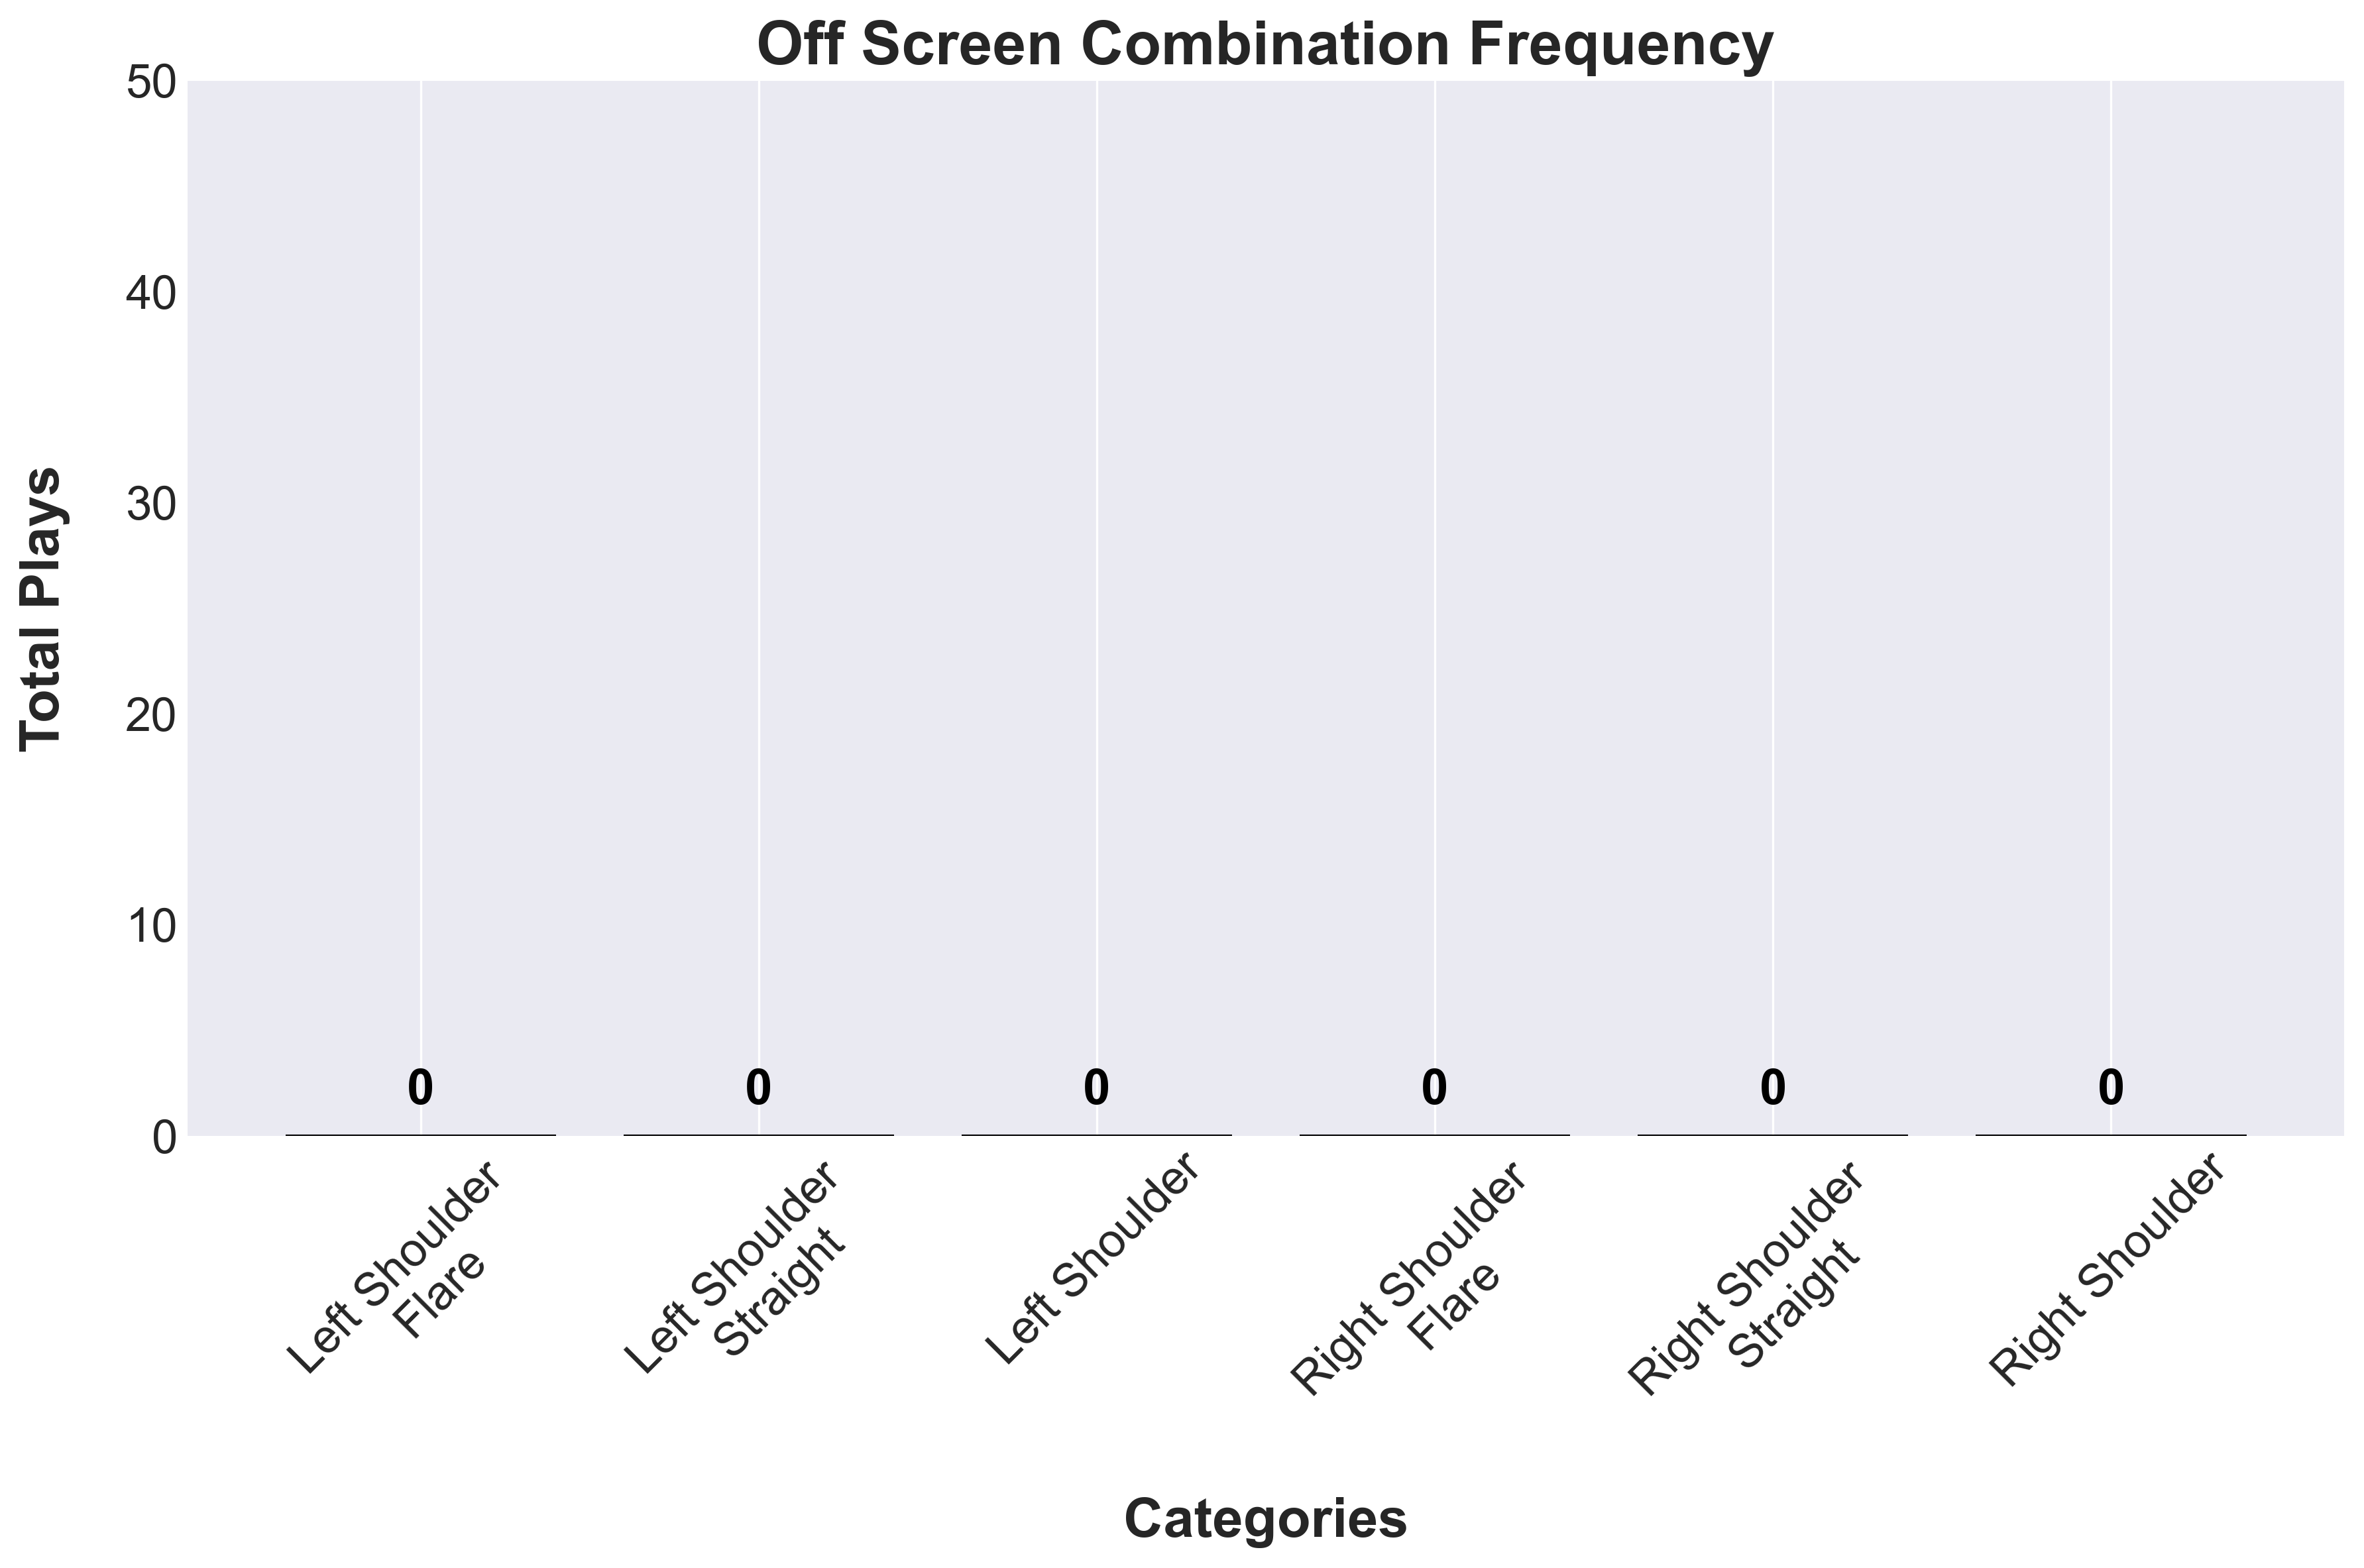 Off Screen Combination Frequency
Total Plays
50
40
30
20
10
0
0
0
0
0
0
0
Left Shoulder
Flare
Left Shoulder
Straight
Left Shoulder
Right Shoulder
Flare
Right Shoulder
Straight
Right Shoulder
Categories